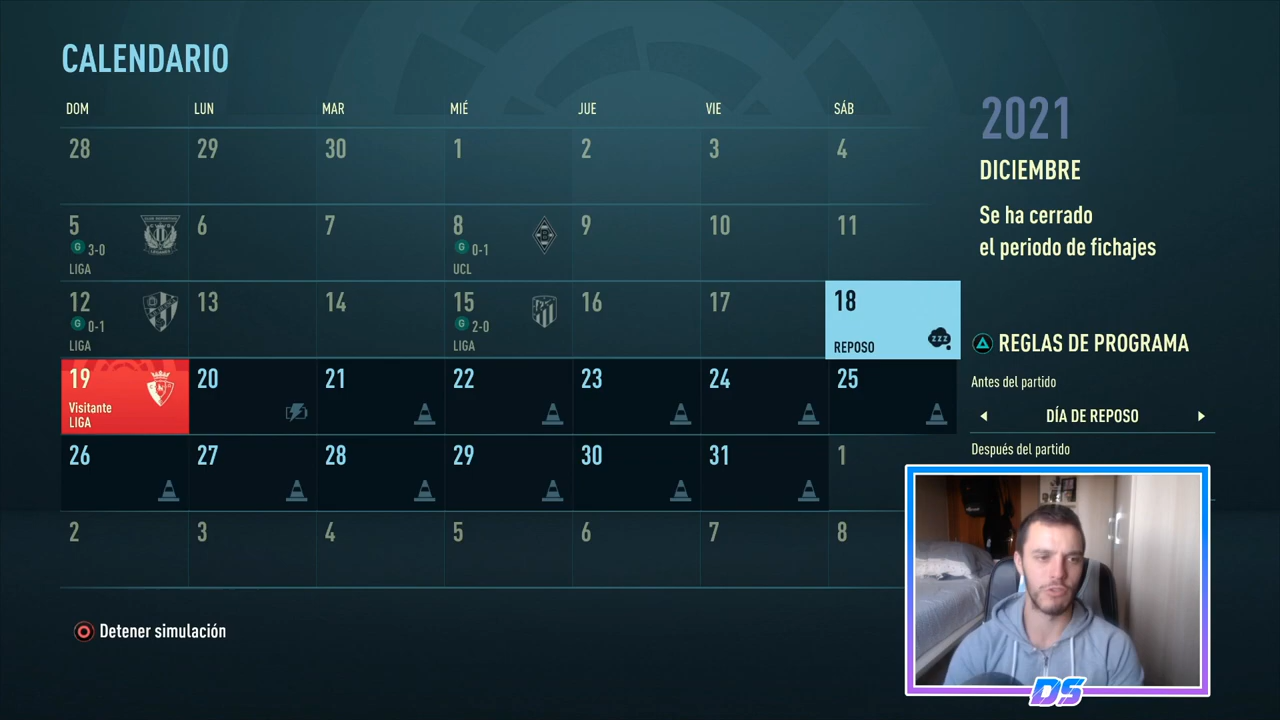 CALENDARIO
DOM LUN MAR MIÉ JUE VIE SÁB
28 29 30 1 2 3 4
5 6 7 8 9 10 11
G 3-0 G 0-1
LIGA UCL
12 13 14 15 16 17 18
G 0-1 G 2-0
LIGA LIGA REPOSO zzz
19 20 21 22 23 24 25
Visitante
LIGA
26 27 28 29 30 31 1
2 3 4 5 6 7 8
Detener simulación
2021
DICIEMBRE
Se ha cerrado
el periodo de fichajes
REGLAS DE PROGRAMA
Antes del partido
DÍA DE REPOSO
Después del partido
DS